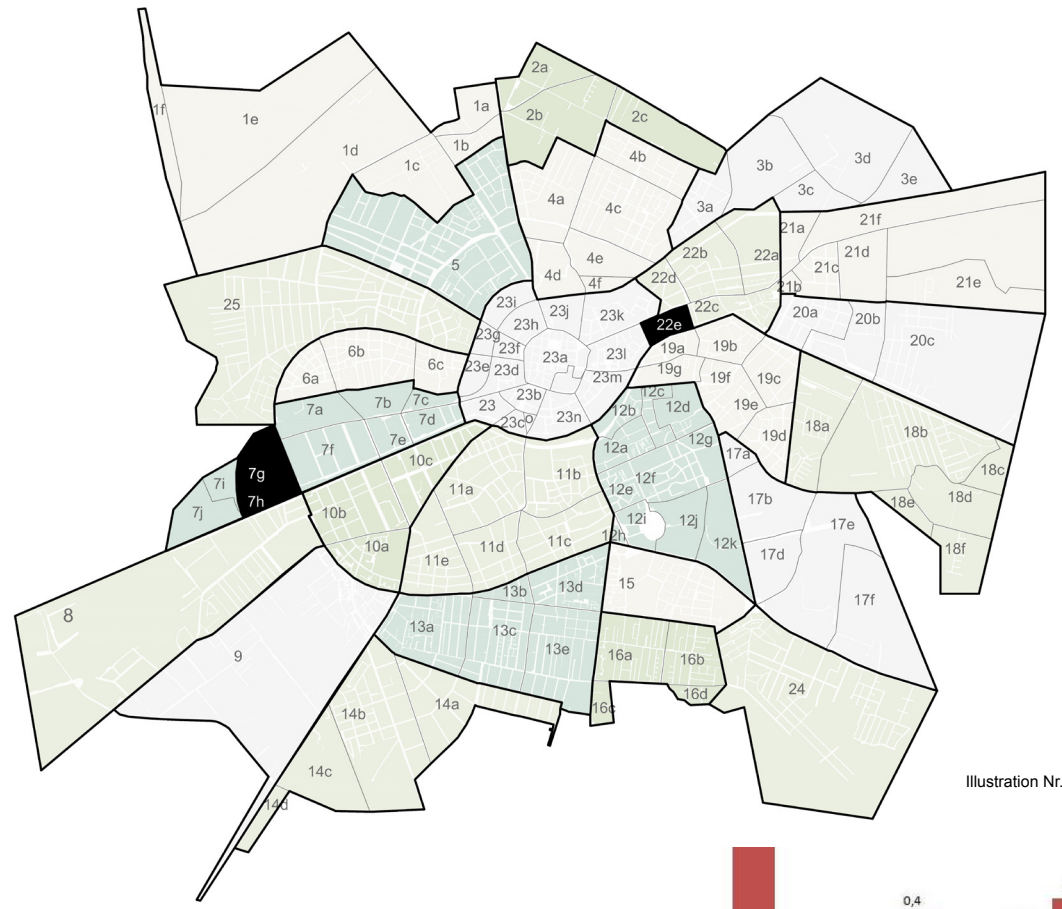 2a
1f
1a
1e
2b
2c
1d
1b
1c
4b
3b
3d
3c
3e
4a
4c
3a
21a
21f
5
4e
22b
22a
21d
21c
4d
4f
22d
21b
21e
25
23i
23j
22c
20a
20b
23g
23h
23k
22e
20c
6b
23f
23a
23l
19a
19b
6c
23e
23d
23m
19g
19f
19c
6a
23b
12c
7a
7b
7c
23
12b
12d
19e
7d
23c
o
23n
7e
12a
12g
19d
18a
18b
7f
10c
17a
7g
11b
12f
18c
7i
11a
12e
17b
18d
7h
18e
7j
10b
12i
12j
17e
10a
11d
11c
12h
12k
17d
18f
11e
13b
13d
15
17f
8
13a
13c
9
13e
16a
16b
24
14a
16d
14b
16c
14c
14d
Illustration Nr.
0,4